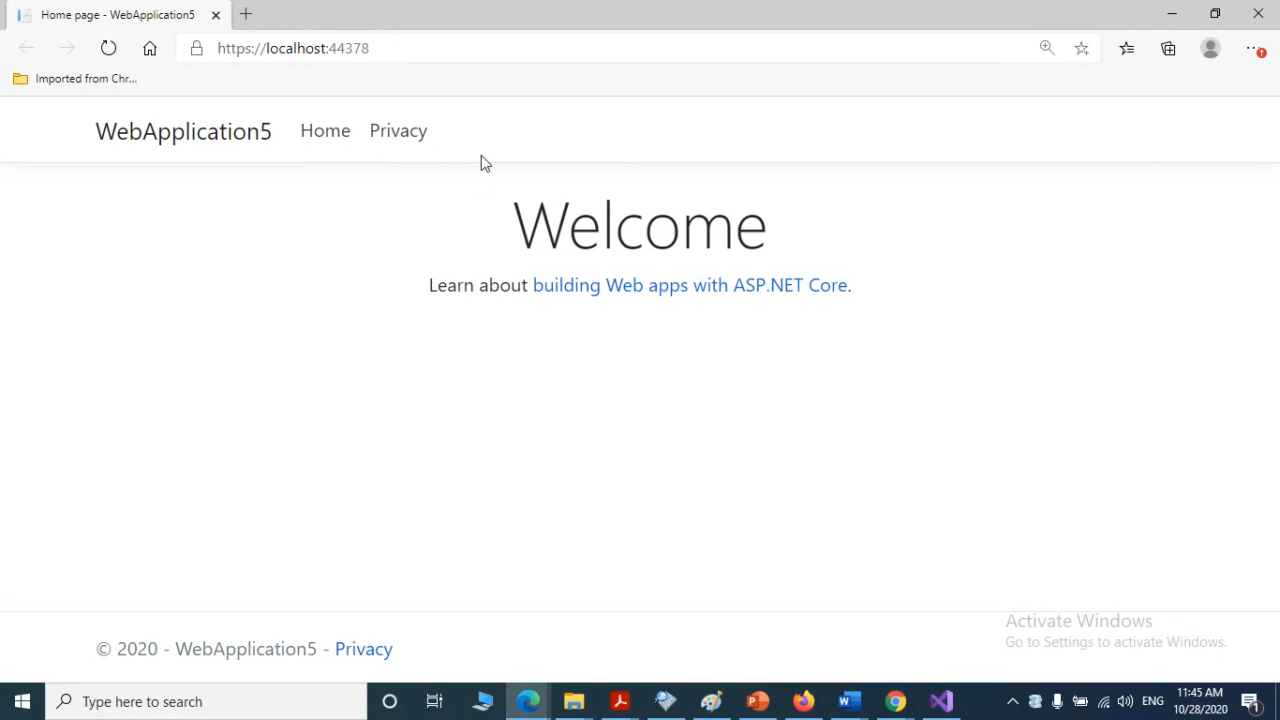 Home page - WebApplication5
https://localhost:44378
Imported from Chr...
WebApplication5 Home Privacy
Welcome
Learn about building Web apps with ASP.NET Core.
Activate Windows
Go to Settings to activate Windows.
© 2020 - WebApplication5 - Privacy
Type here to search
ENG
11:45 AM
10/28/2020
1